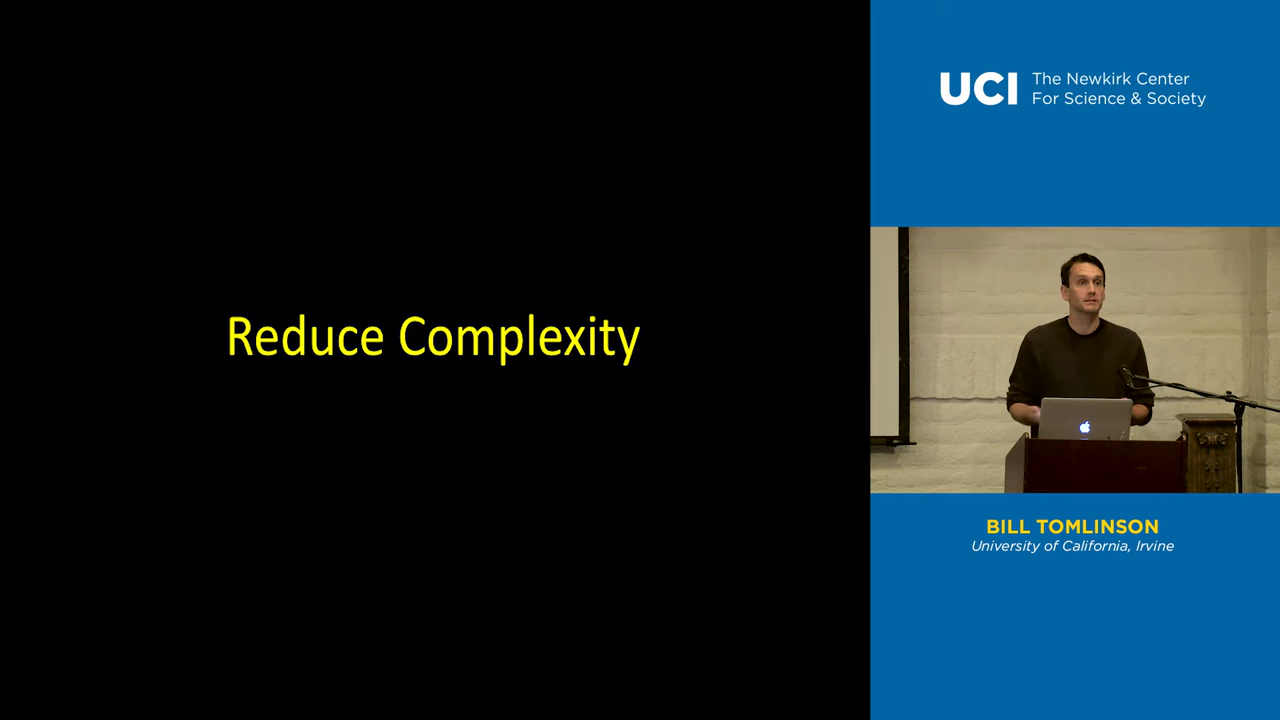 Reduce Complexity
UCI
The Newkirk Center
For Science & Society
BILL TOMLINSON
University of California, Irvine